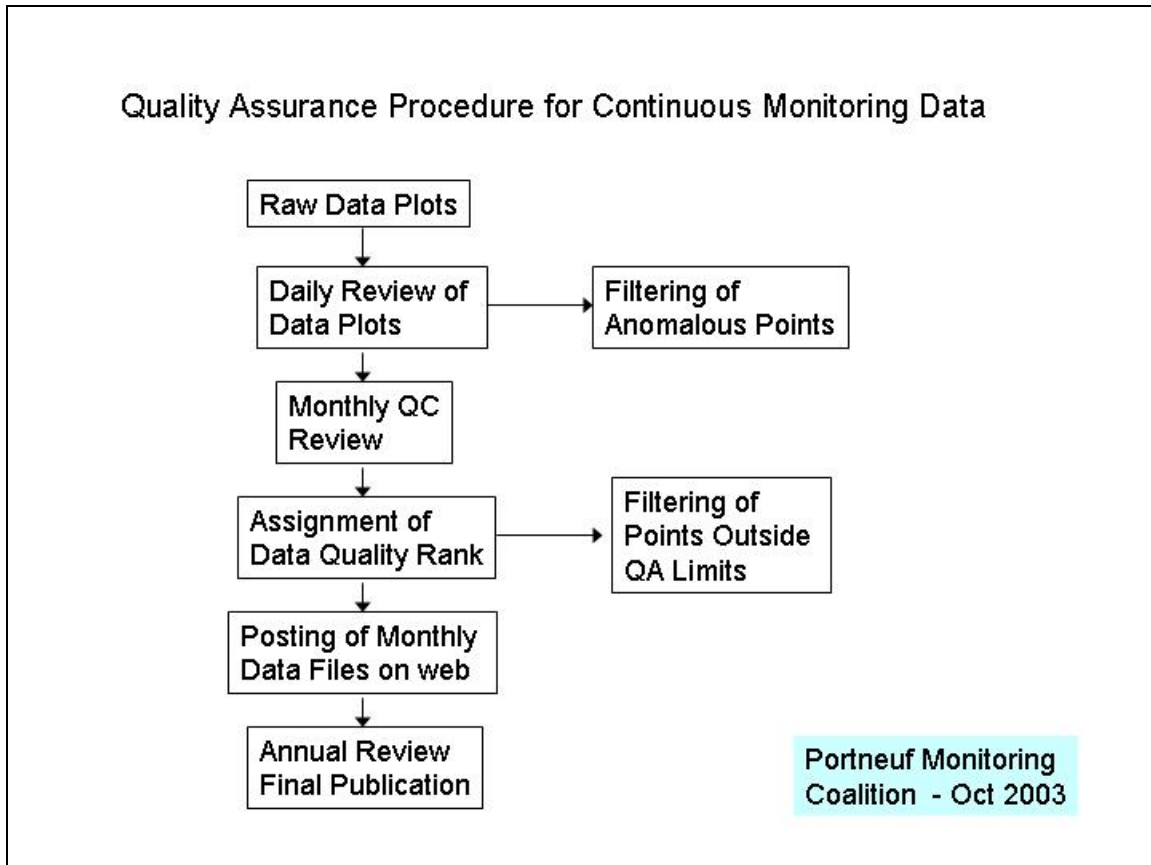 Quality Assurance Procedure for Continuous Monitoring Data
Raw Data Plots
Daily Review of
Data Plots
Filtering of
Anomalous Points
Monthly QC
Review
Assignment of
Data Quality Rank
Filtering of
Points Outside
QA Limits
Posting of Monthly
Data Files on web
Annual Review
Final Publication
Portneuf Monitoring
Coalition - Oct 2003